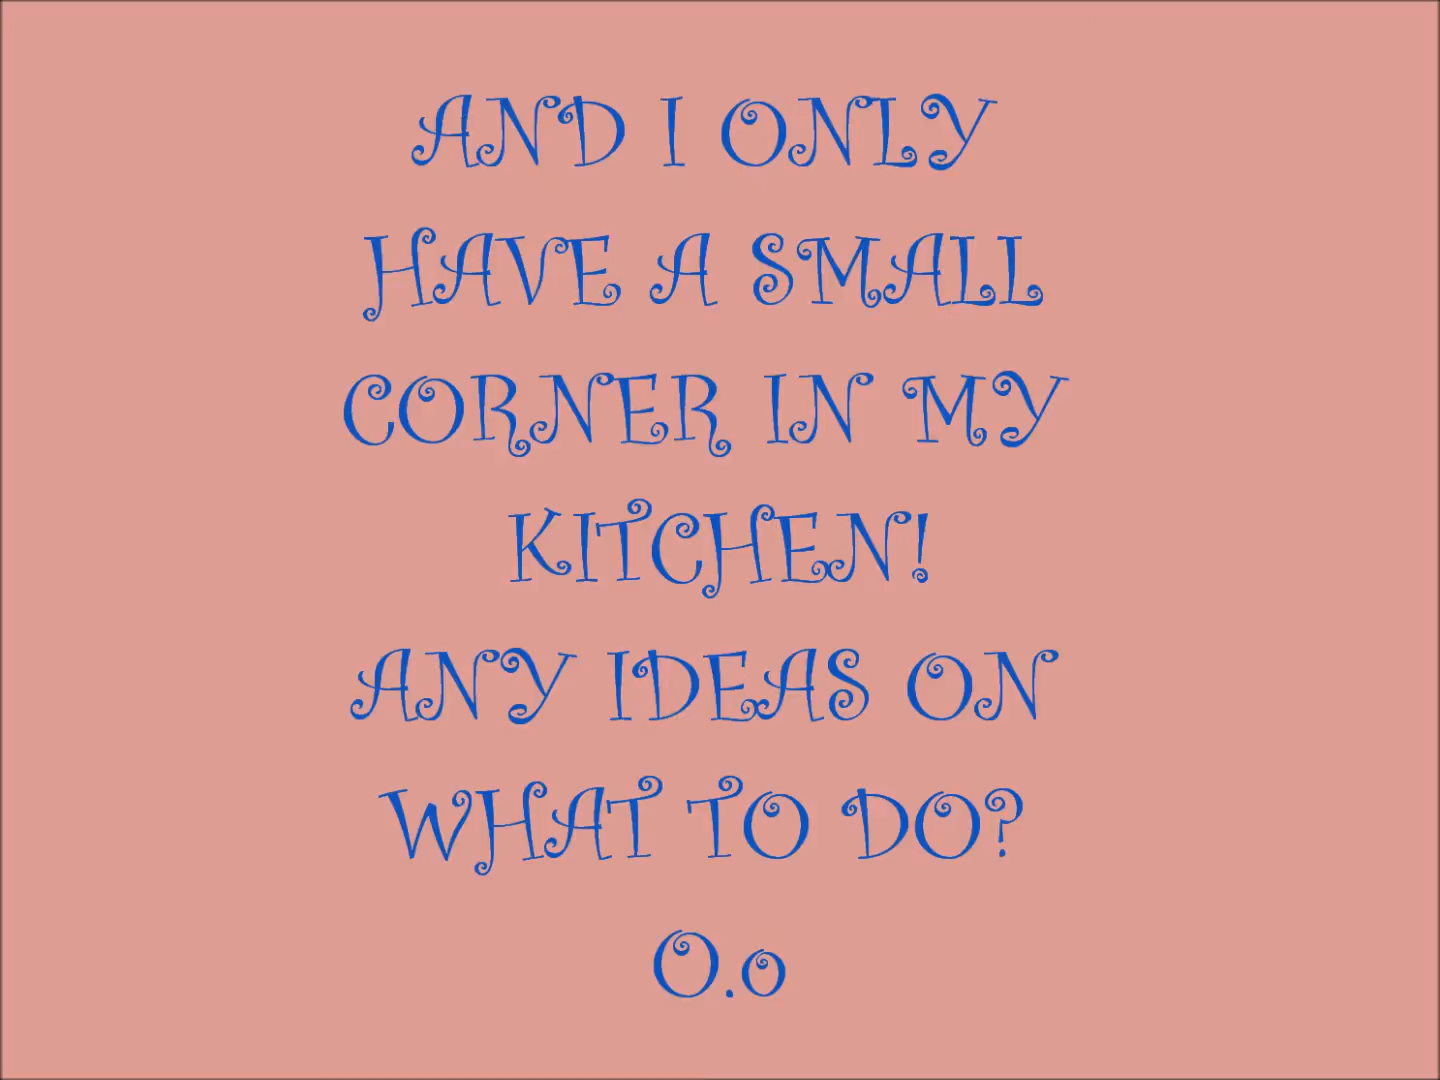 AND I ONLY
HAVE A SMALL
CORNER IN MY
KITCHEN!
ANY IDEAS ON
WHAT TO DO?
O.o